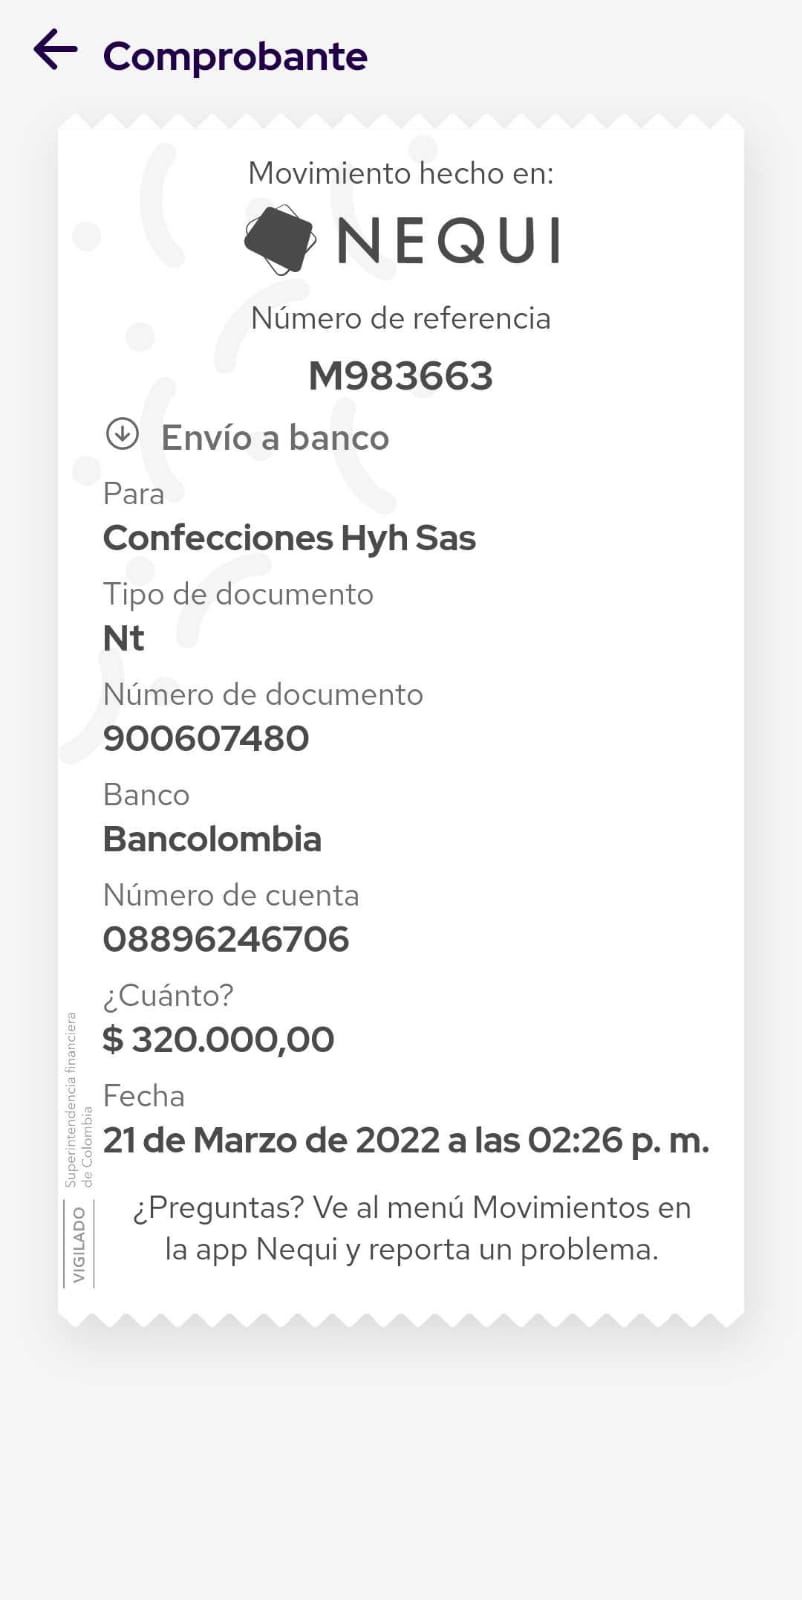 Comprobante
Movimiento hecho en:
NEQUI
Número de referencia
M983663
Envío a banco
Para
Confecciones Hyh Sas
Tipo de documento
Nt
Número de documento
900607480
Banco
Bancolombia
Número de cuenta
08896246706
¿Cuánto?
$ 320.000,00
Fecha
21 de Marzo de 2022 a las 02:26 p. m.
¿Preguntas? Ve al menú Movimientos en
la app Nequi y reporta un problema.
VIGILADO
Superintendencia financiera
de Colombia